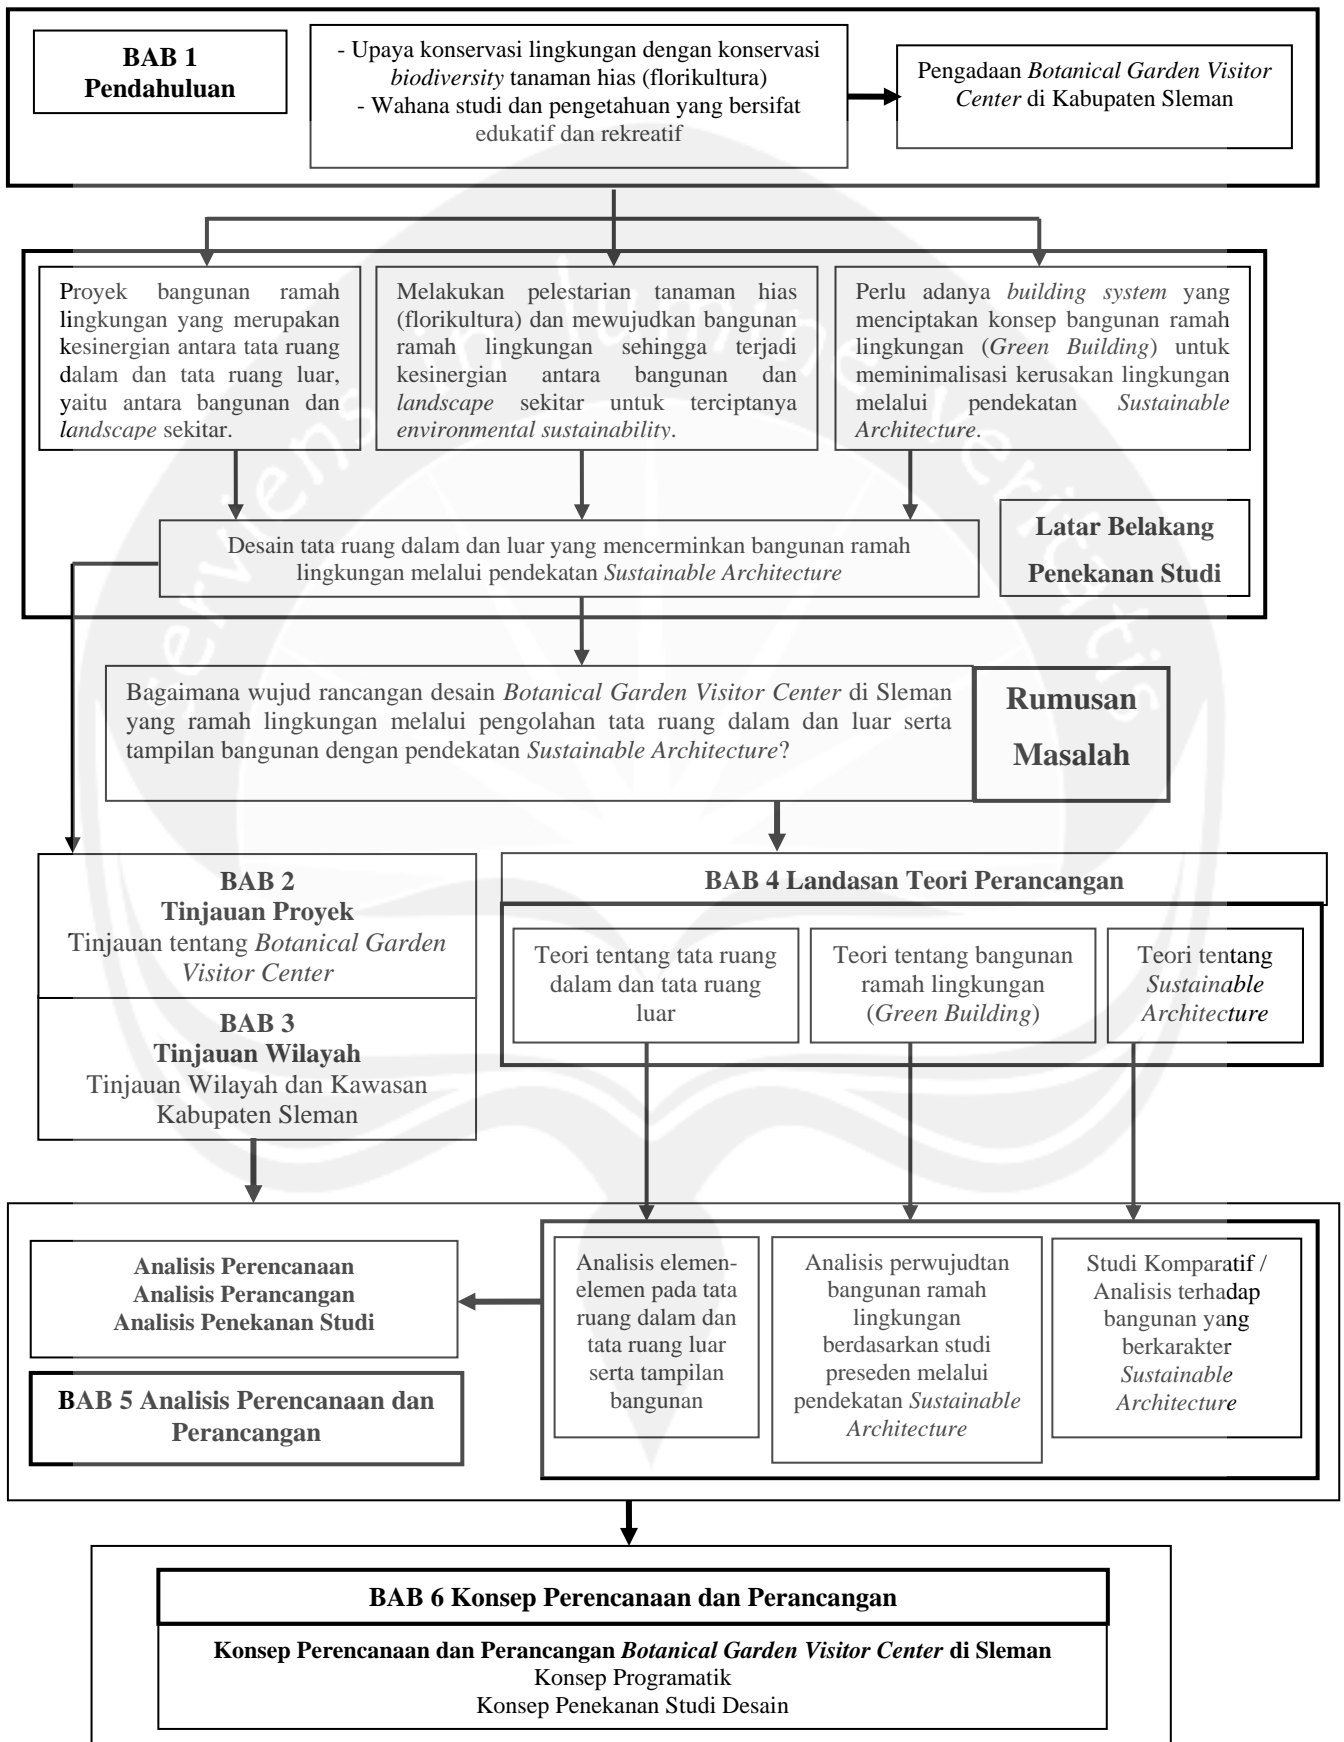 BAB 1
Pendahuluan
- Upaya konservasi lingkungan dengan konservasi
biodiversity tanaman hias (florikultura)
- Wahana studi dan pengetahuan yang bersifat
edukatif dan rekreatif
Pengadaan Botanical Garden Visitor
Center di Kabupaten Sleman
Proyek bangunan ramah
lingkungan yang merupakan
kesinergian antara tata ruang
dalam dan tata ruang luar,
yaitu antara bangunan dan
landscape sekitar.
Melakukan pelestarian tanaman hias
(florikultura) dan mewujudkan bangunan
ramah lingkungan sehingga terjadi
kesinergian antara bangunan dan
landscape sekitar untuk terciptanya
environmental sustainability.
Perlu adanya building system yang
menciptakan konsep bangunan ramah
lingkungan (Green Building) untuk
meminimalisasi kerusakan lingkungan
melalui pendekatan Sustainable
Architecture.
Desain tata ruang dalam dan luar yang mencerminkan bangunan ramah
lingkungan melalui pendekatan Sustainable Architecture
Latar Belakang
Penekanan Studi
Bagaimana wujud rancangan desain Botanical Garden Visitor Center di Sleman
yang ramah lingkungan melalui pengolahan tata ruang dalam dan luar serta
tampilan bangunan dengan pendekatan Sustainable Architecture?
Rumusan
Masalah
BAB 2
Tinjauan Proyek
Tinjauan tentang Botanical Garden
Visitor Center
BAB 3
Tinjauan Wilayah
Tinjauan Wilayah dan Kawasan
Kabupaten Sleman
BAB 4 Landasan Teori Perancangan
Teori tentang tata ruang
dalam dan tata ruang
luar
Teori tentang bangunan
ramah lingkungan
(Green Building)
Teori tentang
Sustainable
Architecture
Analisis Perencanaan
Analisis Perancangan
Analisis Penekanan Studi
BAB 5 Analisis Perencanaan dan
Perancangan
Analisis elemen-
elemen pada tata
ruang dalam dan
tata ruang luar
serta tampilan
bangunan
Analisis perwujudtan
bangunan ramah
lingkungan
berdasarkan studi
preseden melalui
pendekatan Sustainable
Architecture
Studi Komparatif /
Analisis terhadap
bangunan yang
berkarakter
Sustainable
Architecture
BAB 6 Konsep Perencanaan dan Perancangan
Konsep Perencanaan dan Perancangan Botanical Garden Visitor Center di Sleman
Konsep Programatik
Konsep Penekanan Studi Desain
serviens in lumine veritatis